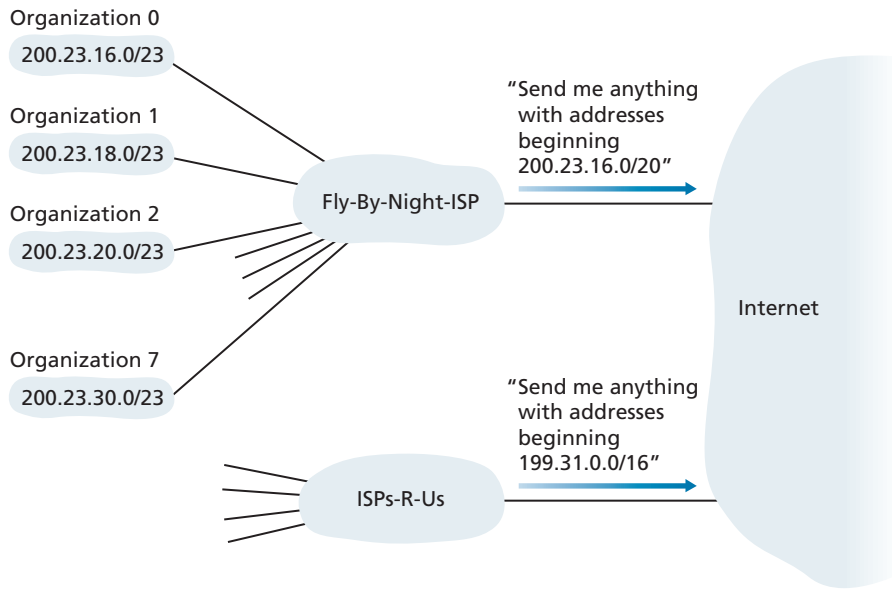 Organization 0
200.23.16.0/23
Organization 1
200.23.18.0/23
Organization 2
200.23.20.0/23
Organization 7
200.23.30.0/23
Fly-By-Night-ISP
“Send me anything
with addresses
beginning
200.23.16.0/20”
Internet
ISPs-R-Us
“Send me anything
with addresses
beginning
199.31.0.0/16”